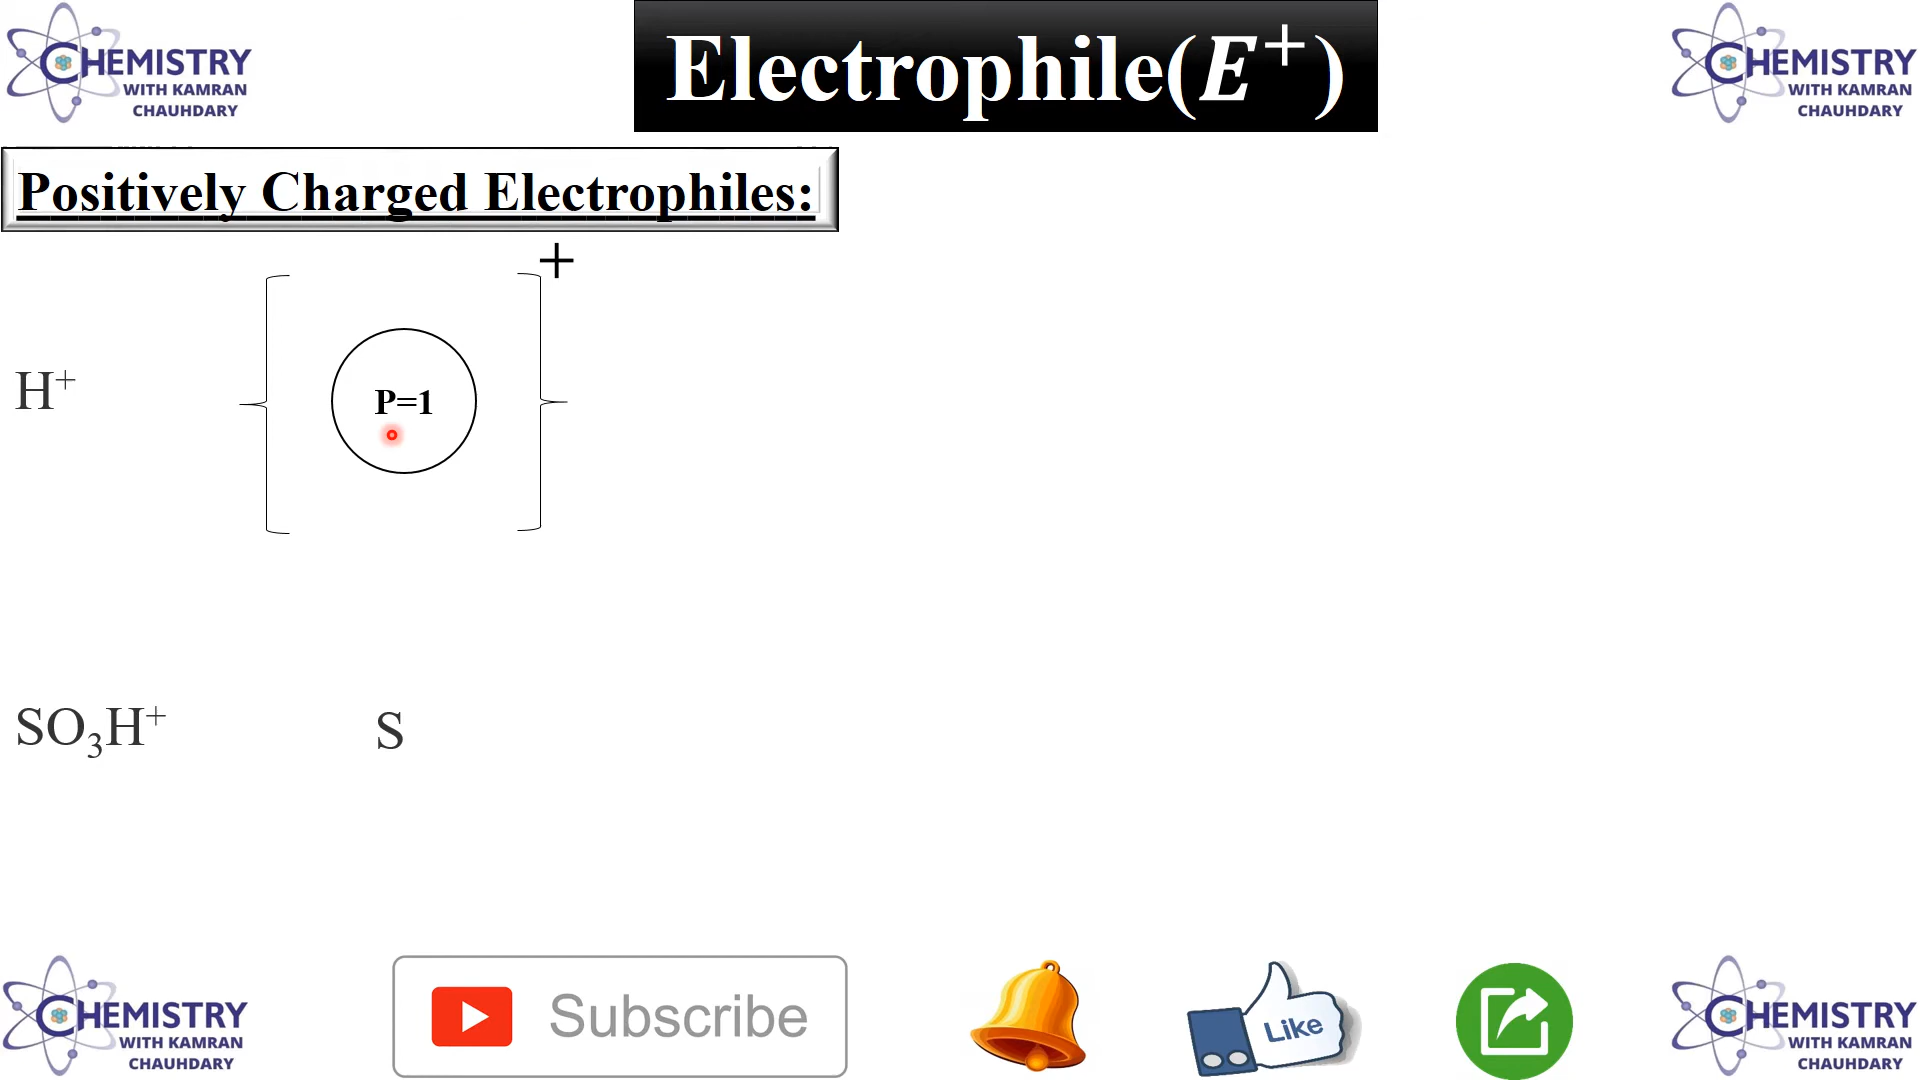 CHEMISTRY
WITH KAMRAN
CHAUHDARY
Electrophile(E⁺)
CHEMISTRY
WITH KAMRAN
CHAUHDARY
Positively Charged Electrophiles:
+
H⁺
P=1
SO₃H⁺
S
CHEMISTRY
WITH KAMRAN
CHAUHDARY
Subscribe
Like
CHEMISTRY
WITH KAMRAN
CHAUHDARY